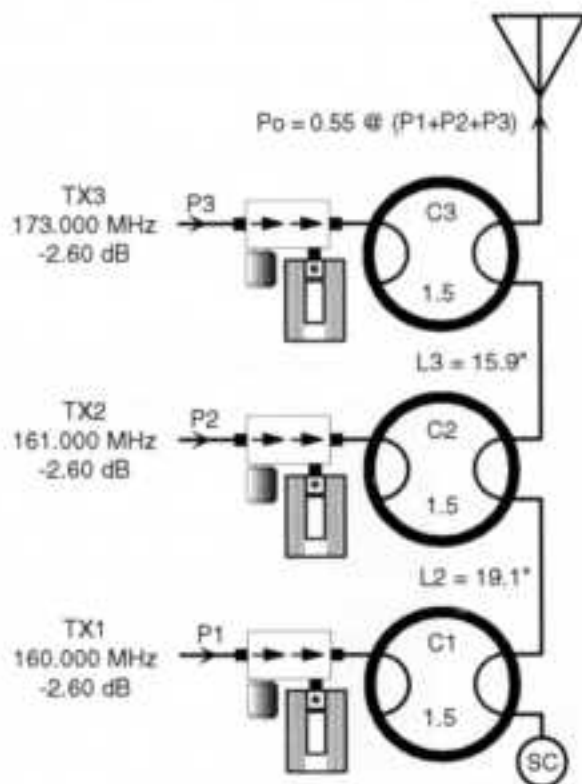 Po = 0.55 @ (P1+P2+P3)
TX3
173.000 MHz
-2.60 dB
P3
C3
1.5
L3 = 15.9"
TX2
161.000 MHz
-2.60 dB
P2
C2
1.5
L2 = 19.1"
TX1
160.000 MHz
-2.60 dB
P1
C1
1.5
SC